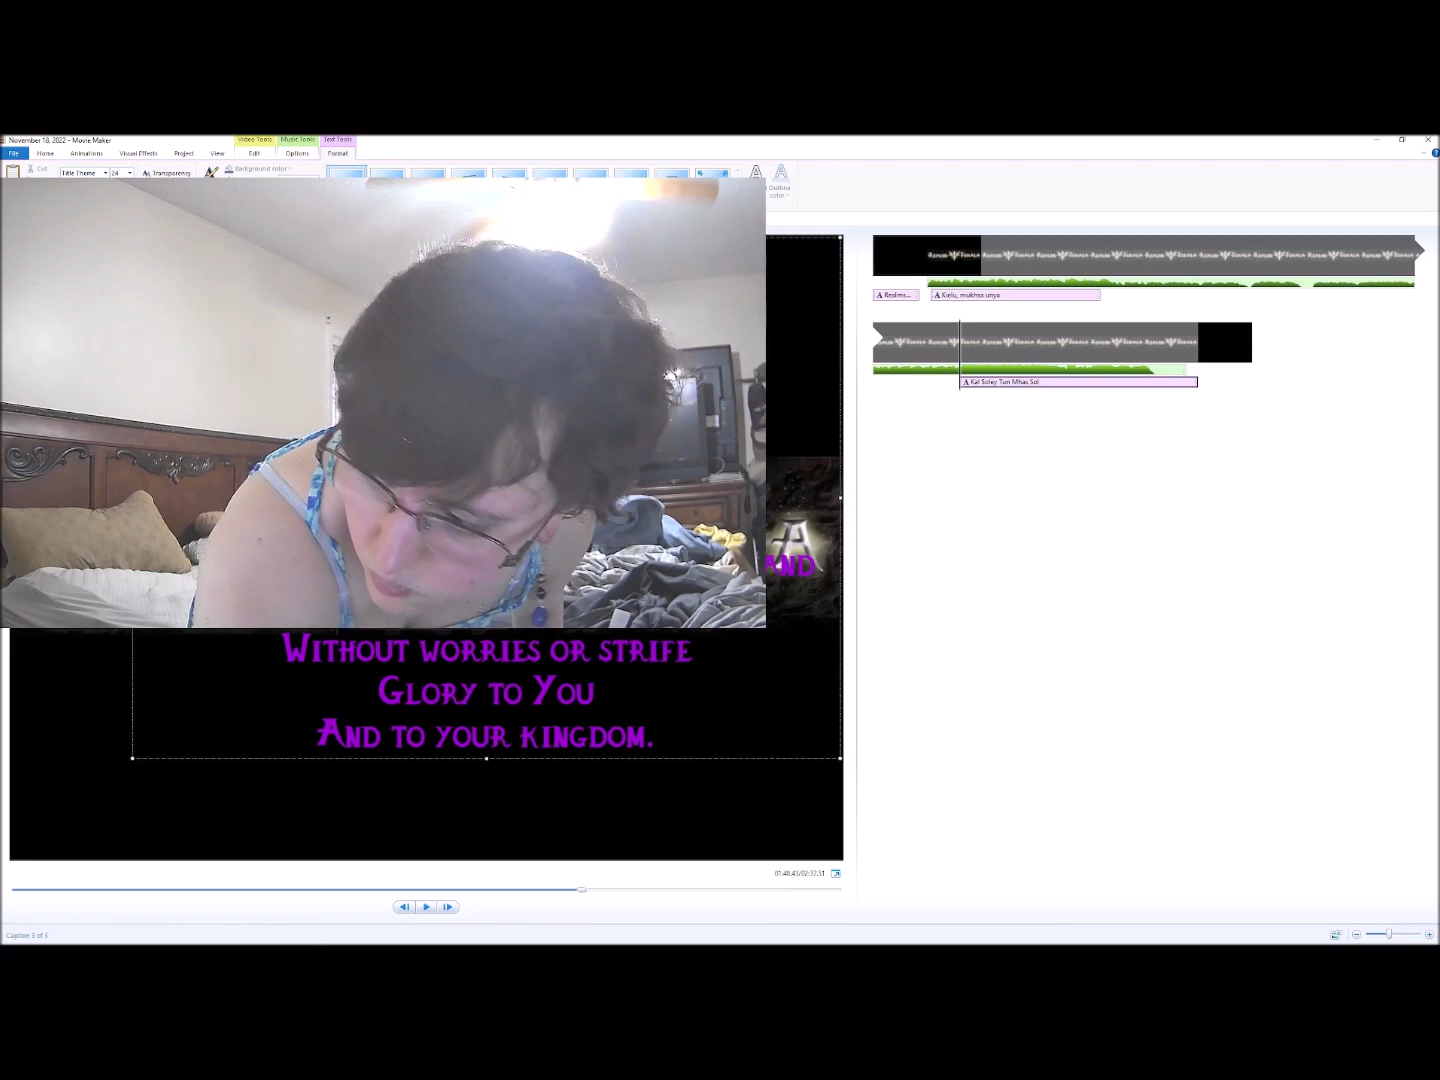 November 18, 2022 - Movie Maker
Video Tools
Music Tools
Text Tools
File
Home
Animations
Visual Effects
Project
View
Edit
Options
Format
Cut
Title Theme
24
Transparency
Background color
Outline
color
A Realms...
A Kielu, mukhsa unya
A Kal Soley Tun Mhas Sol
AND
WITHOUT WORRIES OR STRIFE
GLORY TO YOU
AND TO YOUR KINGDOM.
01:48.43/02:37.51
Caption 3 of 3